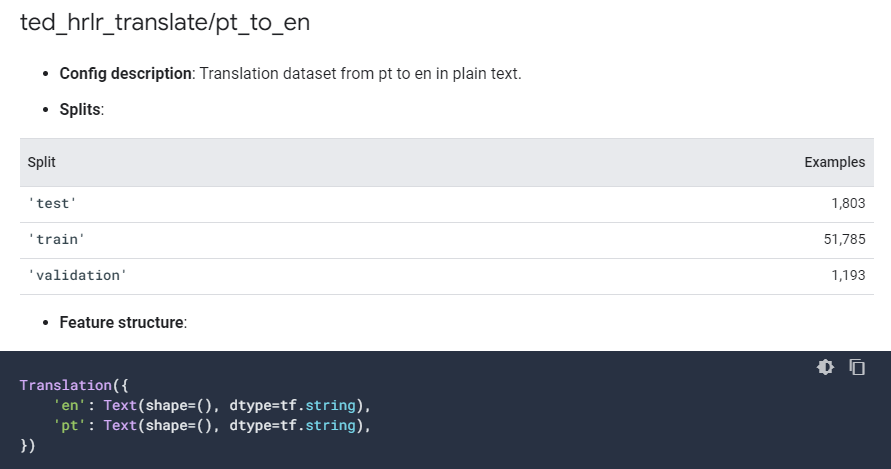 ted_hrlr_translate/pt_to_en
• Config description: Translation dataset from pt to en in plain text.
• Splits:
Split Examples
'test' 1,803
'train' 51,785
'validation' 1,193
• Feature structure:
Translation({
    'en': Text(shape=(), dtype=tf.string),
    'pt': Text(shape=(), dtype=tf.string),
})